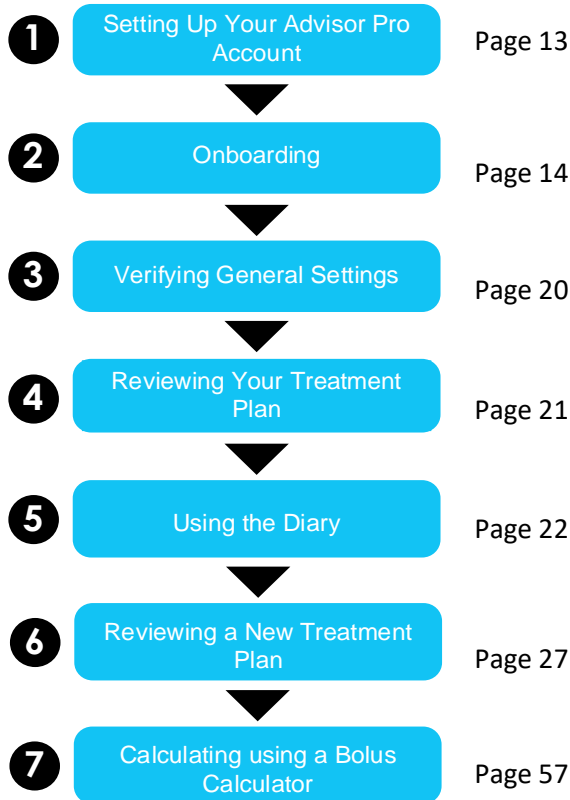 1
Setting Up Your Advisor Pro
Account
Page 13
2
Onboarding
Page 14
3
Verifying General Settings
Page 20
4
Reviewing Your Treatment
Plan
Page 21
5
Using the Diary
Page 22
6
Reviewing a New Treatment
Plan
Page 27
7
Calculating using a Bolus
Calculator
Page 57